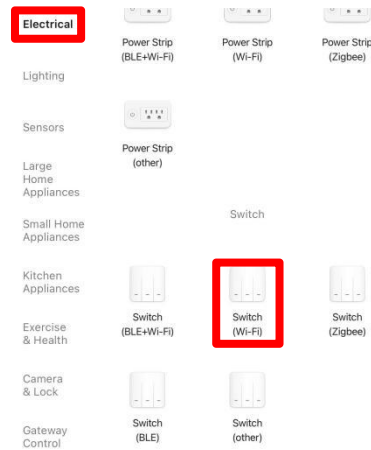 Electrical
Lighting
Sensors
Large
Home
Appliances
Small Home
Appliances
Kitchen
Appliances
Exercise
& Health
Camera
& Lock
Gateway
Control
Power Strip
(BLE+Wi-Fi)
Power Strip
(Wi-Fi)
Power Strip
(Zigbee)
Power Strip
(other)
Switch
Switch
(BLE+Wi-Fi)
Switch
(Wi-Fi)
Switch
(Zigbee)
Switch
(BLE)
Switch
(other)